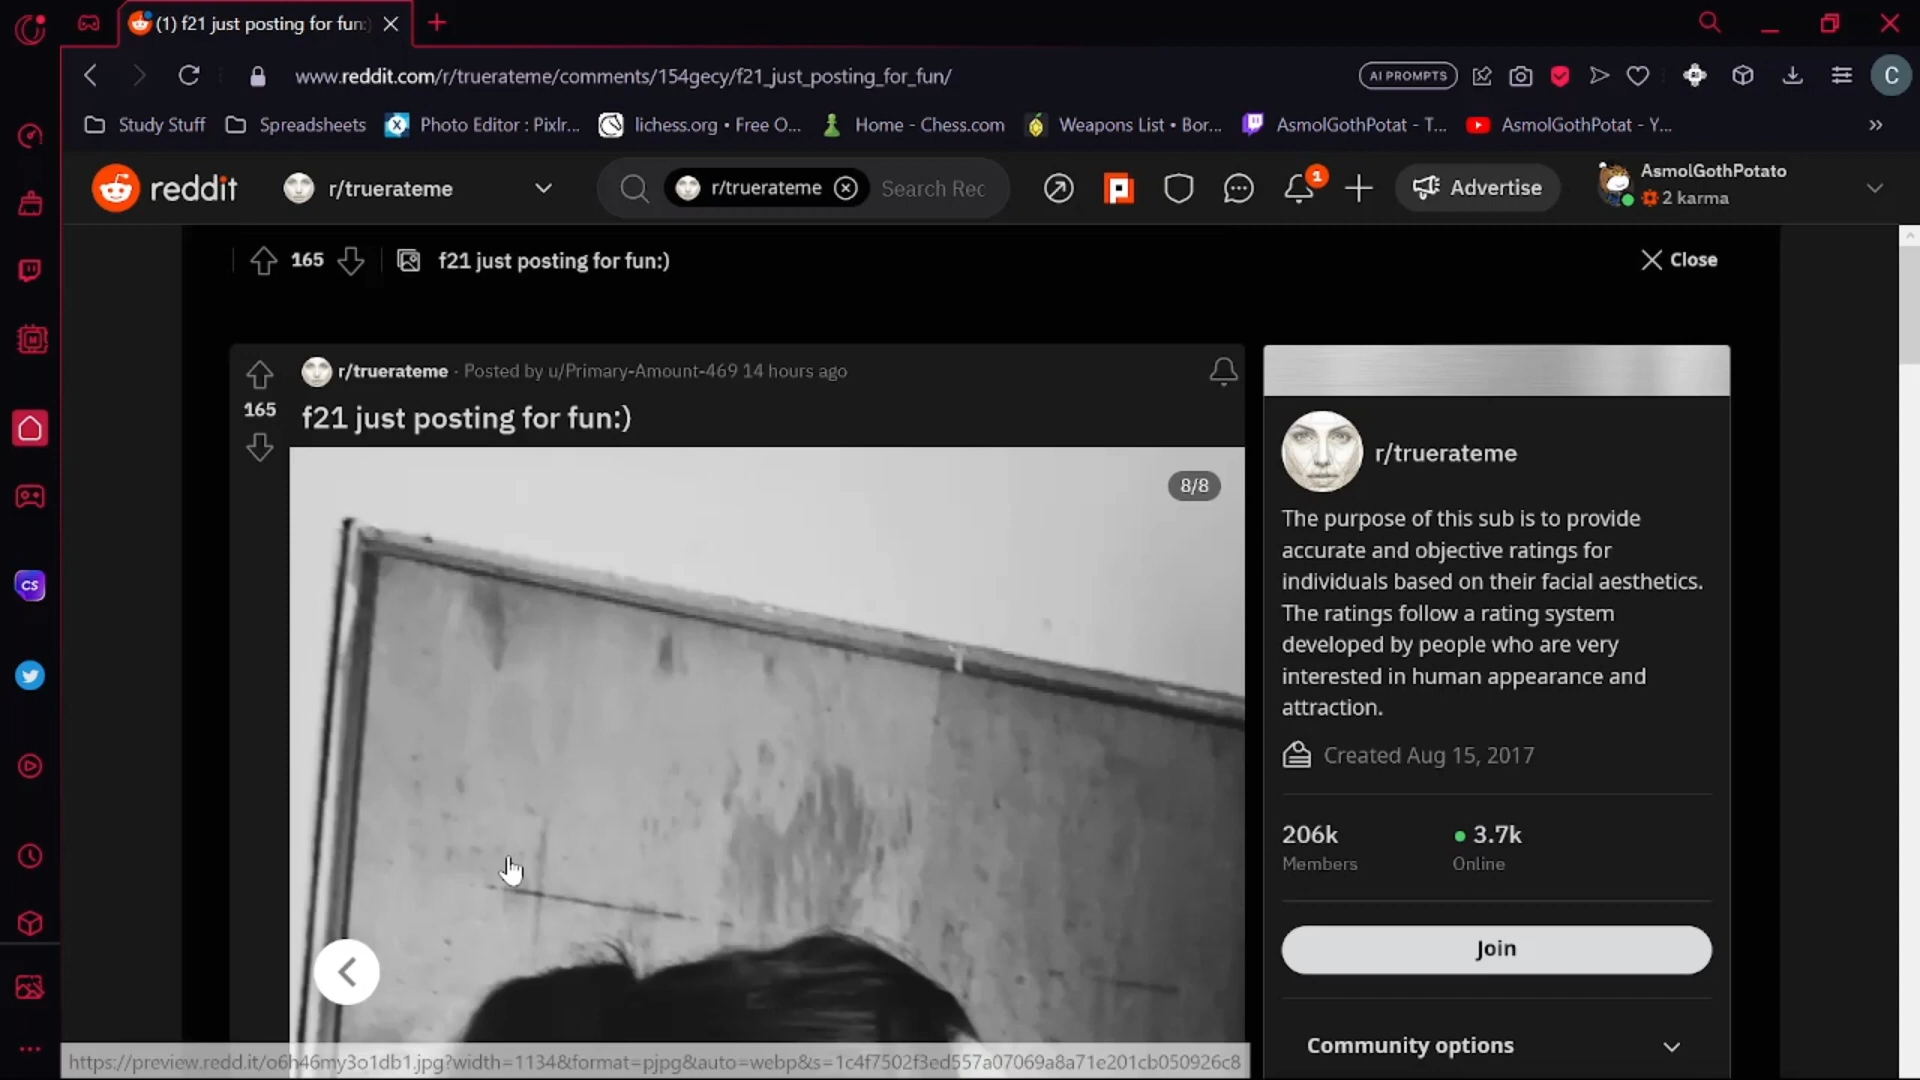 (1) f21 just posting for fun:)
www.reddit.com/r/truerateme/comments/154gecy/f21_just_posting_for_fun/
AI PROMPTS
C
Study Stuff
Spreadsheets
Photo Editor : Pixlr...
lichess.org • Free O...
Home - Chess.com
Weapons List • Bor...
AsmolGothPotat - T...
AsmolGothPotat - Y...
reddit
r/truerateme
r/truerateme
Search Rec
1
Advertise
AsmolGothPotato
2 karma
165
f21 just posting for fun:)
Close
r/truerateme · Posted by u/Primary-Amount-469 14 hours ago
165
f21 just posting for fun:)
8/8
r/truerateme
The purpose of this sub is to provide
accurate and objective ratings for
individuals based on their facial aesthetics.
The ratings follow a rating system
developed by people who are very
interested in human appearance and
attraction.
Created Aug 15, 2017
206k
Members
3.7k
Online
Join
Community options
CS
https://preview.redd.it/o6h46my3o1db1.jpg?width=1134&format=pjpg&auto=webp&s=1c4f7502f3ed557a07069a8a71e201cb050926c8